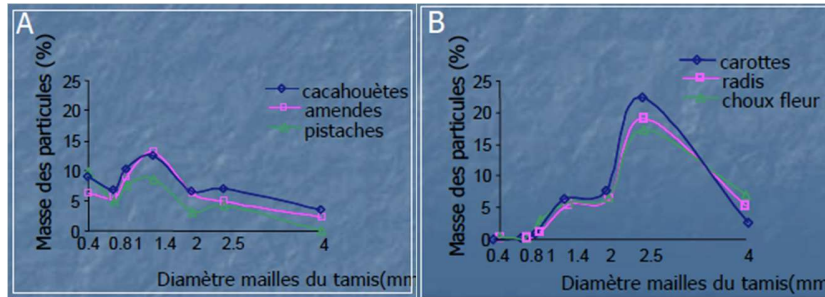 A
Masse des particules (%)
25
20
15
10
5
0
cacahouètes
amendes
pistaches
0.4 0.8 1 1.4 2 2.5 4
Diamètre mailles du tamis(mm
B
Masse des particules (%)
25
20
15
10
5
0
carottes
radis
choux fleur
0.4 0.8 1 1.4 2 2.5 4
Diamètre mailles du tamis(mm